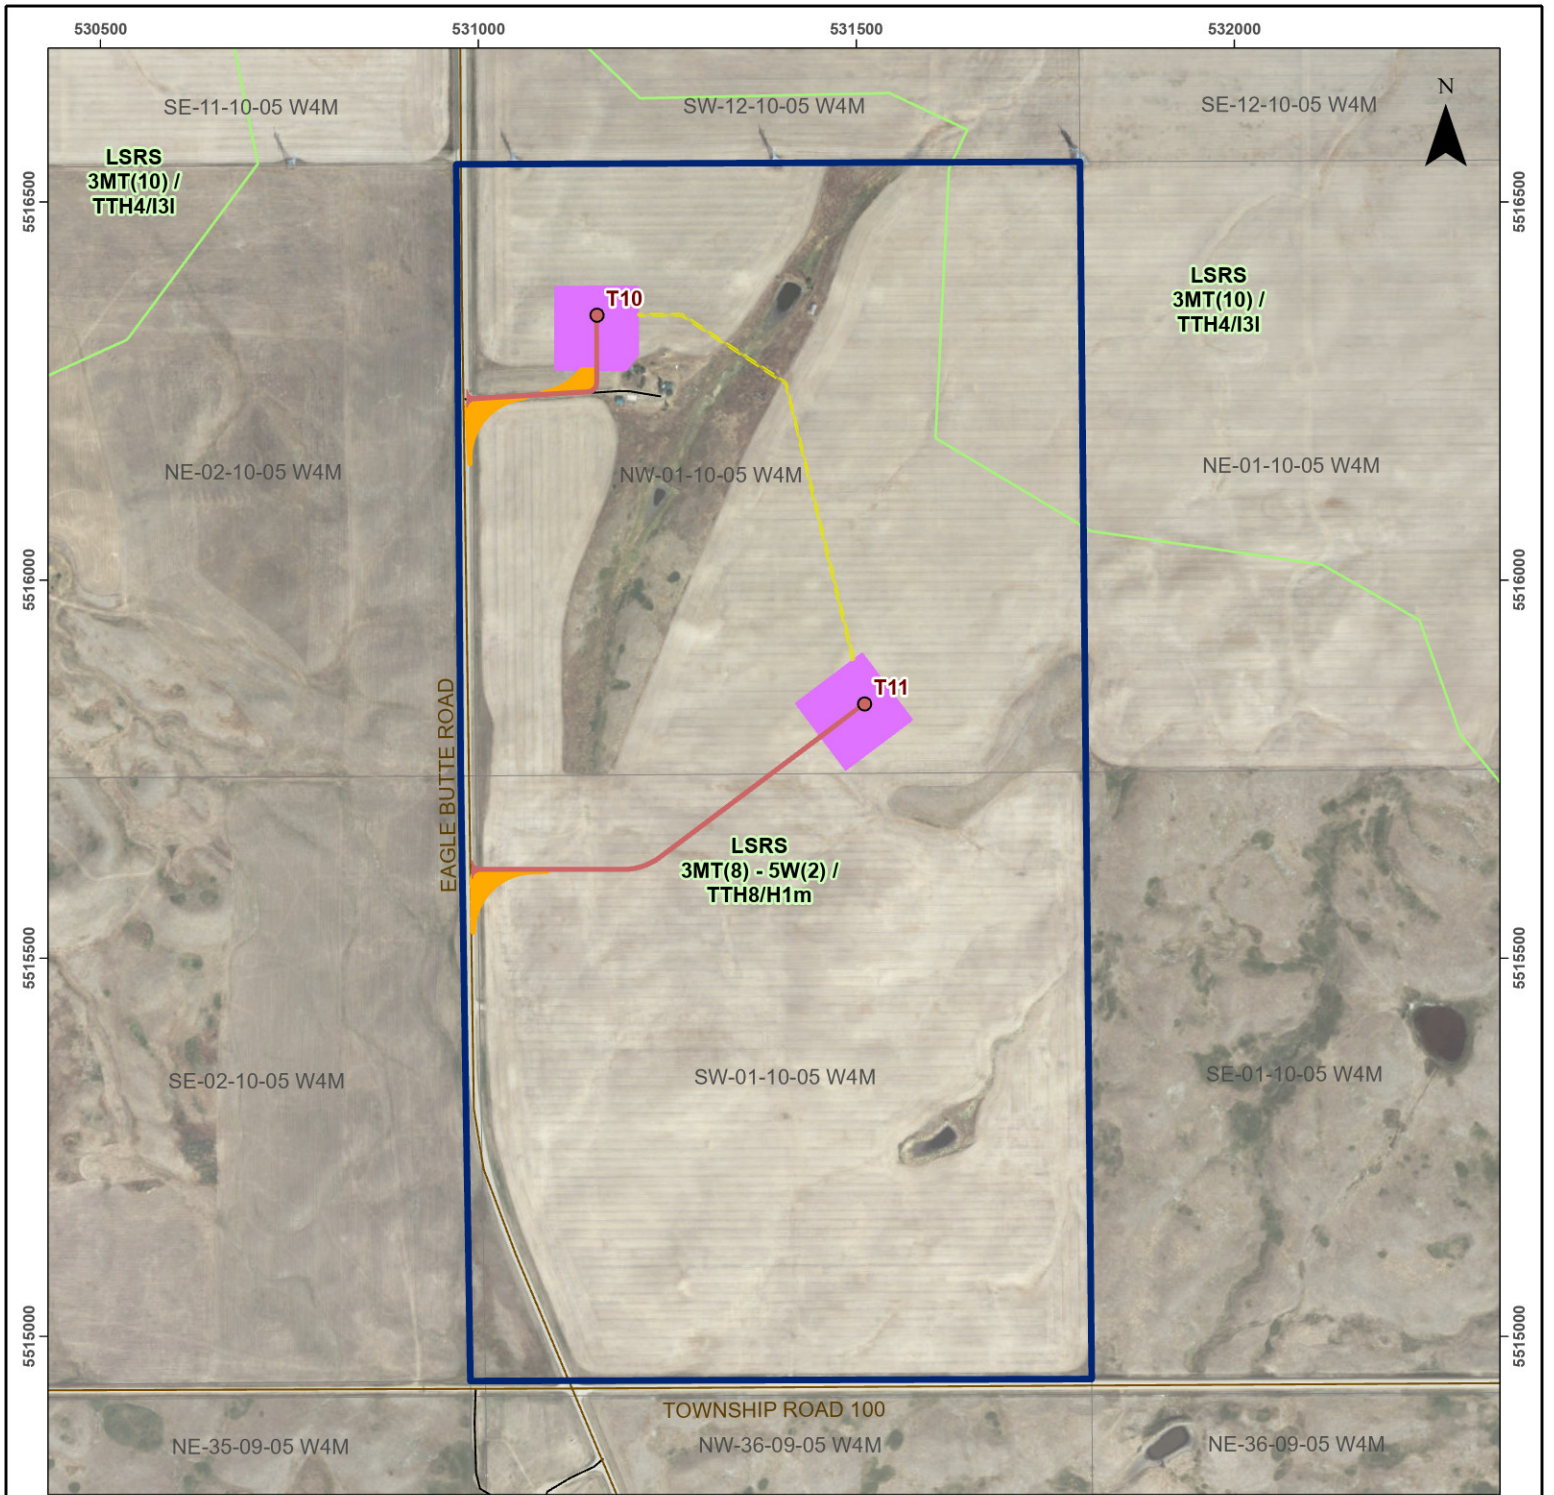 530500
531000
531500
532000
N
SE-11-10-05 W4M
SW-12-10-05 W4M
SE-12-10-05 W4M
LSRS
3MT(10) /
TTH4/I3I
5516500
5516500
LSRS
3MT(10) /
TTH4/I3I
T10
NE-02-10-05 W4M
NW-01-10-05 W4M
NE-01-10-05 W4M
5516000
5516000
T11
EAGLE BUTTE ROAD
LSRS
3MT(8) - 5W(2) /
TTH8/H1m
5515500
5515500
SE-02-10-05 W4M
SW-01-10-05 W4M
SE-01-10-05 W4M
5515000
5515000
TOWNSHIP ROAD 100
NE-35-09-05 W4M
NW-36-09-05 W4M
NE-36-09-05 W4M